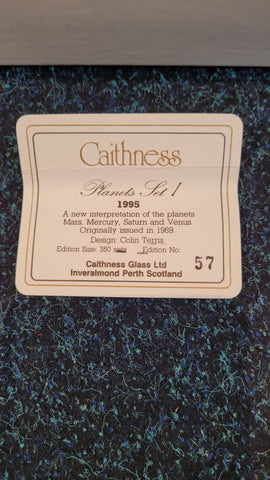 Caithness
Planets Set 1
1995
A new interpretation of the planets
Mars, Mercury, Saturn and Venus.
Originally issued in 1969.
Design: Colin Terris
Edition Size: 350 sets Edition No: 57
Caithness Glass Ltd
Inveralmond Perth Scotland